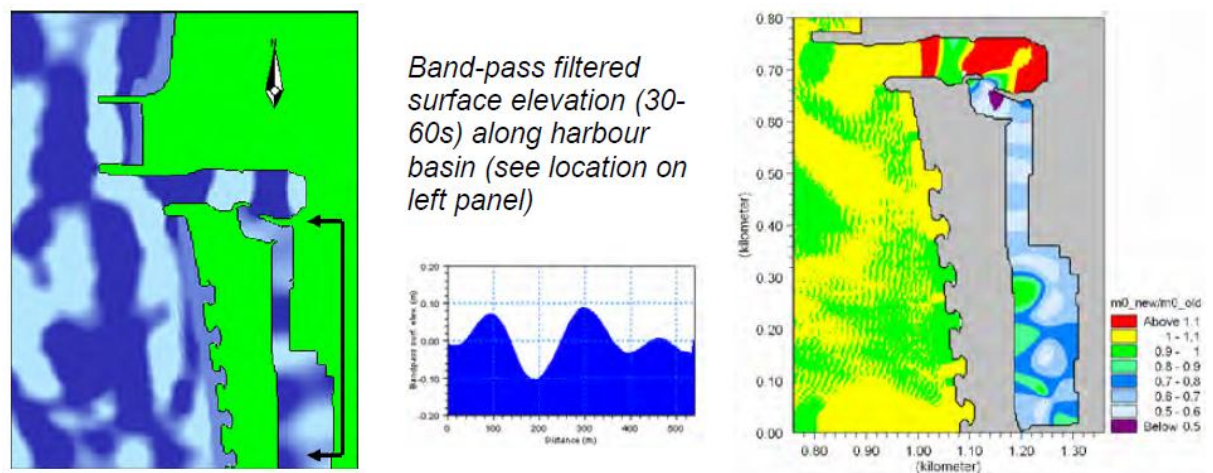 N
Band-pass filtered
surface elevation (30-
60s) along harbour
basin (see location on
left panel)
Band-pass surf. elev. (m)
0.20
0.10
0.00
-0.10
-0.20
0
100
200
300
400
500
Distance (m)
(kilometer)
0.80
0.70
0.60
0.50
0.40
0.30
0.20
0.10
0.00
0.80
0.90
1.00
1.10
1.20
1.30
(kilometer)
m0_new/m0_old
Above 1.1
1 - 1.1
0.9 - 1
0.8 - 0.9
0.7 - 0.8
0.6 - 0.7
0.5 - 0.6
Below 0.5